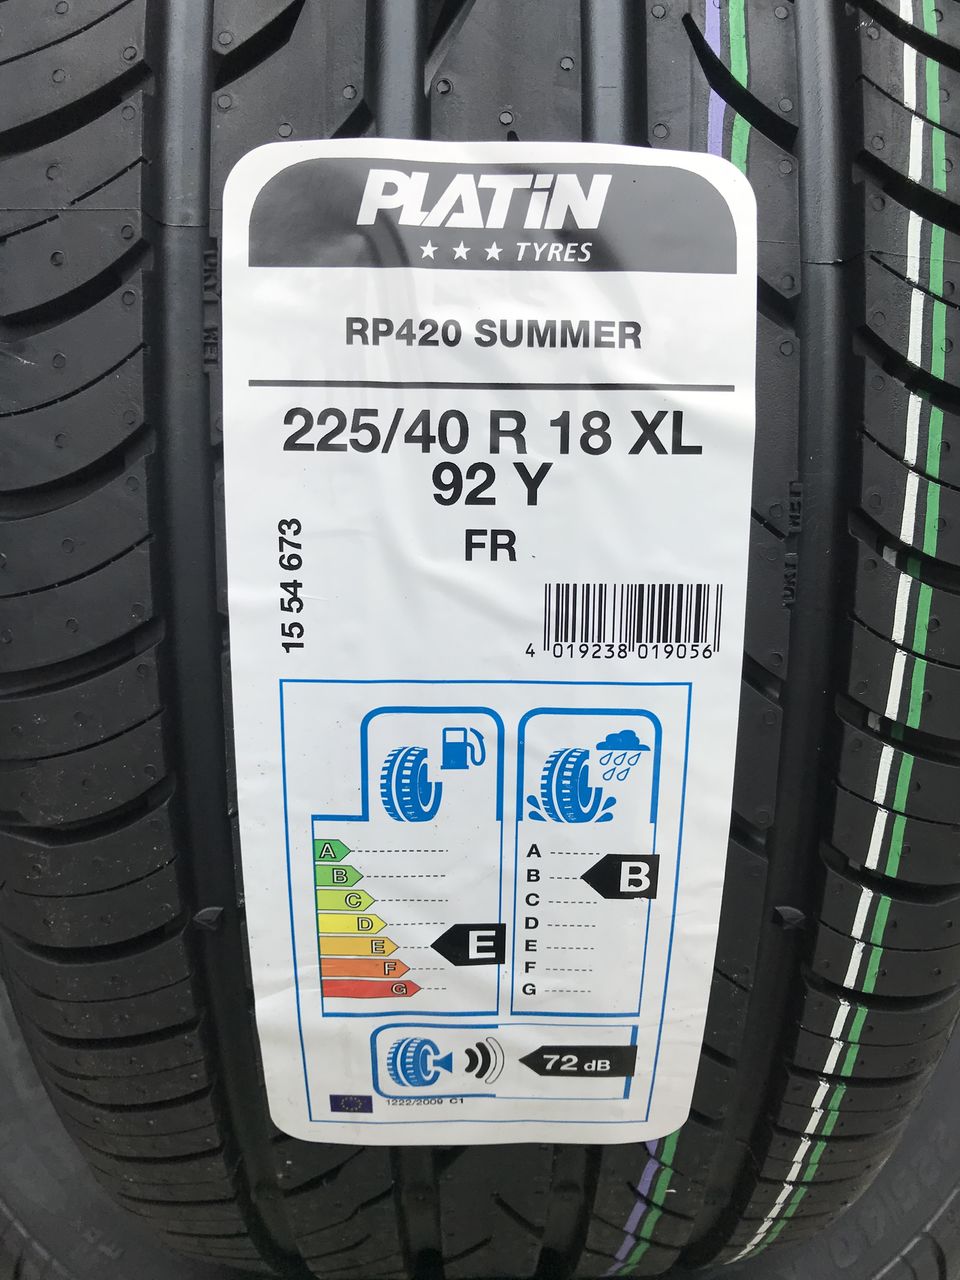 PLATiN
★★★ TYRES
RP420 SUMMER
225/40 R 18 XL
92 Y
FR
15 54 673
4 019238 019056
A
B
C
D
E
F
G
E
A
B
C
D
E
F
G
B
72 dB
1222/2009 C1